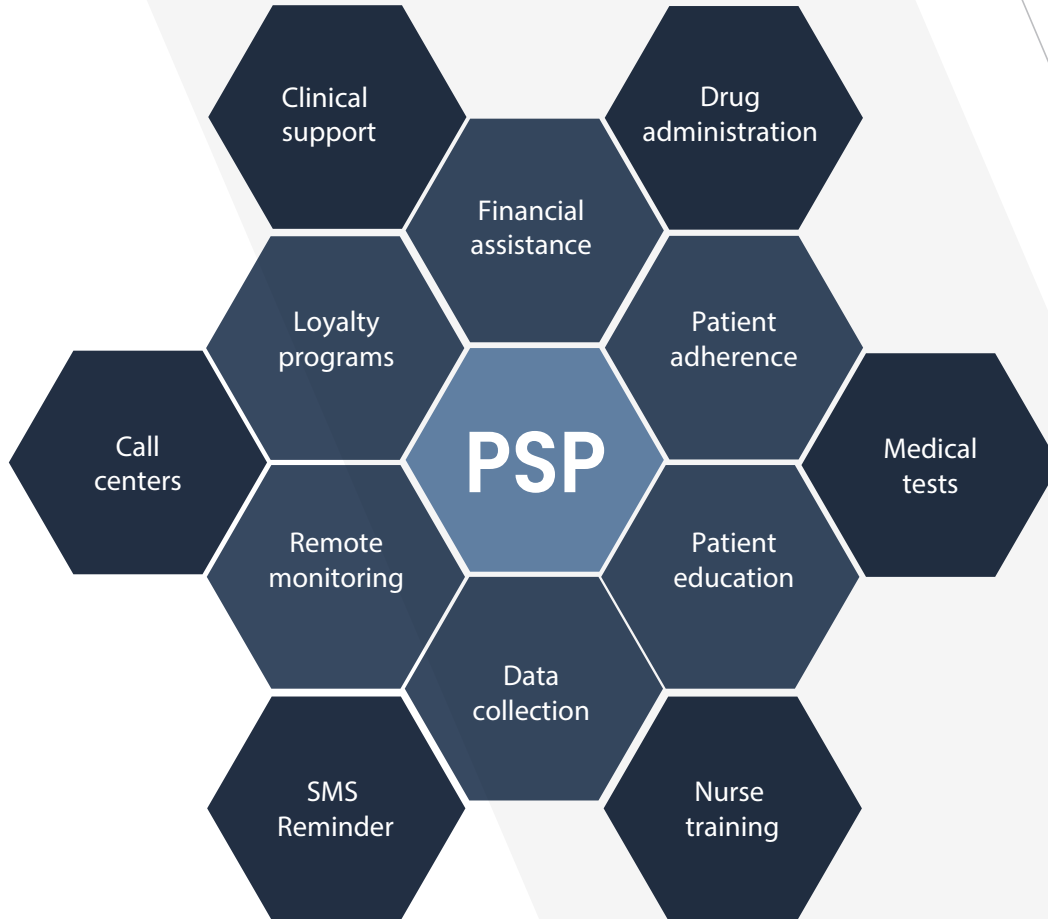 Clinical
support
Drug
administration
Financial
assistance
Loyalty
programs
Patient
adherence
Call
centers
PSP
Medical
tests
Remote
monitoring
Patient
education
Data
collection
SMS
Reminder
Nurse
training